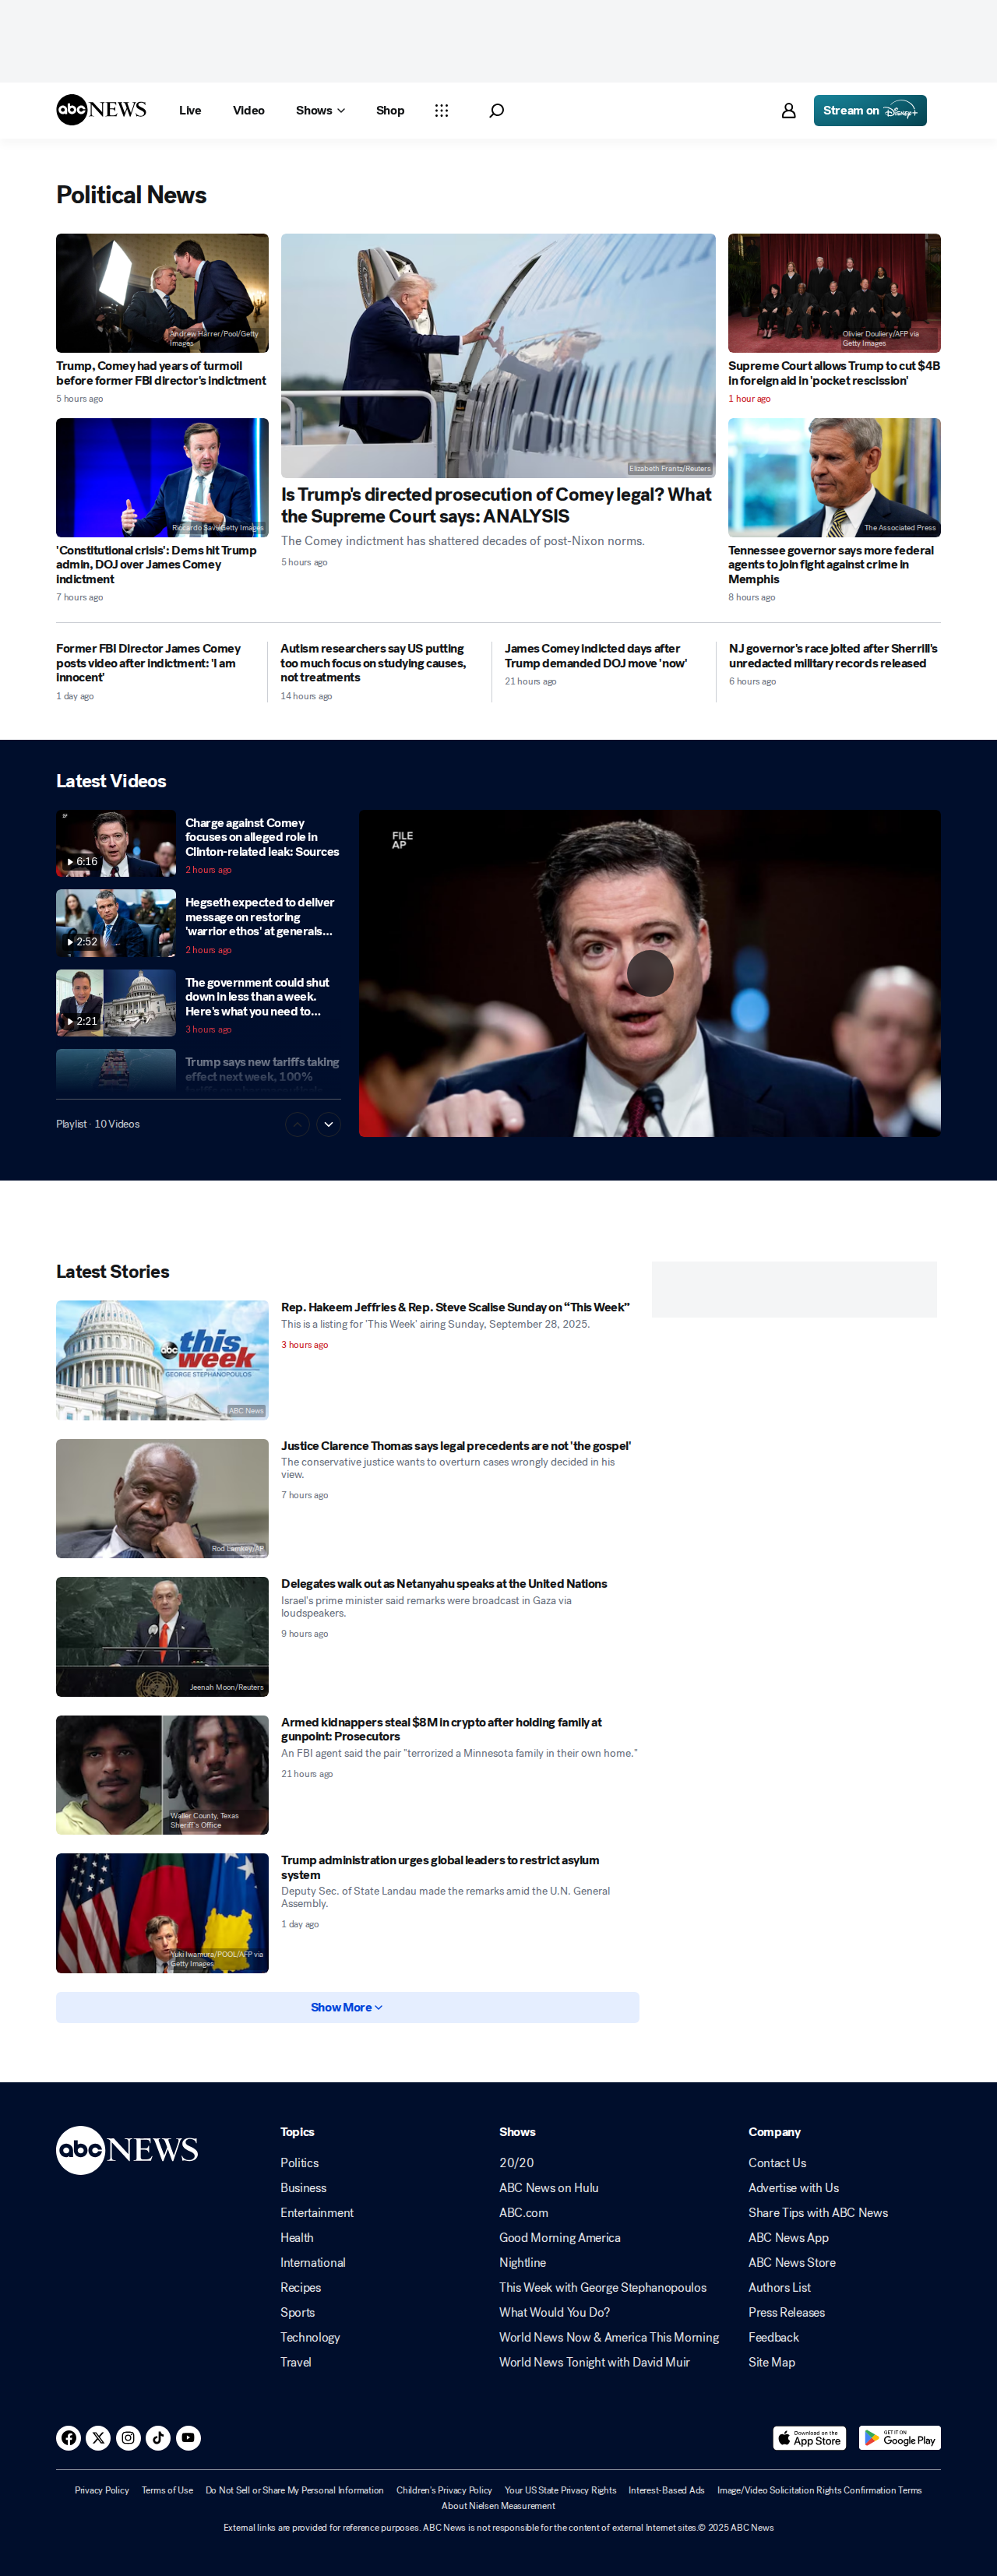 abc NEWS
Live
Video
Shows
Shop
Stream on Disney+
Political News
Andrew Harrer/Pool/Getty
Images
Trump, Comey had years of turmoil
before former FBI director's indictment
5 hours ago
Riccardo Savi/Getty Images
'Constitutional crisis': Dems hit Trump
admin, DOJ over James Comey
indictment
7 hours ago
Elizabeth Frantz/Reuters
Is Trump's directed prosecution of Comey legal? What
the Supreme Court says: ANALYSIS
The Comey indictment has shattered decades of post-Nixon norms.
5 hours ago
Olivier Douliery/AFP via
Getty Images
Supreme Court allows Trump to cut $4B
in foreign aid in 'pocket rescission'
1 hour ago
The Associated Press
Tennessee governor says more federal
agents to join fight against crime in
Memphis
8 hours ago
Former FBI Director James Comey
posts video after indictment: 'I am
innocent'
1 day ago
Autism researchers say US putting
too much focus on studying causes,
not treatments
14 hours ago
James Comey indicted days after
Trump demanded DOJ move 'now'
21 hours ago
NJ governor's race jolted after Sherrill's
unredacted military records released
6 hours ago
Latest Videos
6:16
Charge against Comey
focuses on alleged role in
Clinton-related leak: Sources
2 hours ago
2:52
Hegseth expected to deliver
message on restoring
'warrior ethos' at generals...
2 hours ago
2:21
The government could shut
down in less than a week.
Here's what you need to...
3 hours ago
Trump says new tariffs taking
effect next week, 100%
Playlist · 10 Videos
FILE
AP
Latest Stories
abc this
week
GEORGE STEPHANOPOULOS
ABC News
Rep. Hakeem Jeffries & Rep. Steve Scalise Sunday on “This Week”
This is a listing for 'This Week' airing Sunday, September 28, 2025.
3 hours ago
Rod Lamkey/AP
Justice Clarence Thomas says legal precedents are not 'the gospel'
The conservative justice wants to overturn cases wrongly decided in his
view.
7 hours ago
Jeenah Moon/Reuters
Delegates walk out as Netanyahu speaks at the United Nations
Israel's prime minister said remarks were broadcast in Gaza via
loudspeakers.
9 hours ago
Waller County, Texas
Sheriff's Office
Armed kidnappers steal $8M in crypto after holding family at
gunpoint: Prosecutors
An FBI agent said the pair "terrorized a Minnesota family in their own home."
21 hours ago
Yuki Iwamura/POOL/AFP via
Getty Images
Trump administration urges global leaders to restrict asylum
system
Deputy Sec. of State Landau made the remarks amid the U.N. General
Assembly.
1 day ago
Show More
abc NEWS
Topics
Politics
Business
Entertainment
Health
International
Recipes
Sports
Technology
Travel
Shows
20/20
ABC News on Hulu
ABC.com
Good Morning America
Nightline
This Week with George Stephanopoulos
What Would You Do?
World News Now & America This Morning
World News Tonight with David Muir
Company
Contact Us
Advertise with Us
Share Tips with ABC News
ABC News App
ABC News Store
Authors List
Press Releases
Feedback
Site Map
Download on the
App Store
GET IT ON
Google Play
Privacy Policy Terms of Use Do Not Sell or Share My Personal Information Children's Privacy Policy Your US State Privacy Rights Interest-Based Ads Image/Video Solicitation Rights Confirmation Terms
About Nielsen Measurement
External links are provided for reference purposes. ABC News is not responsible for the content of external Internet sites.© 2025 ABC News